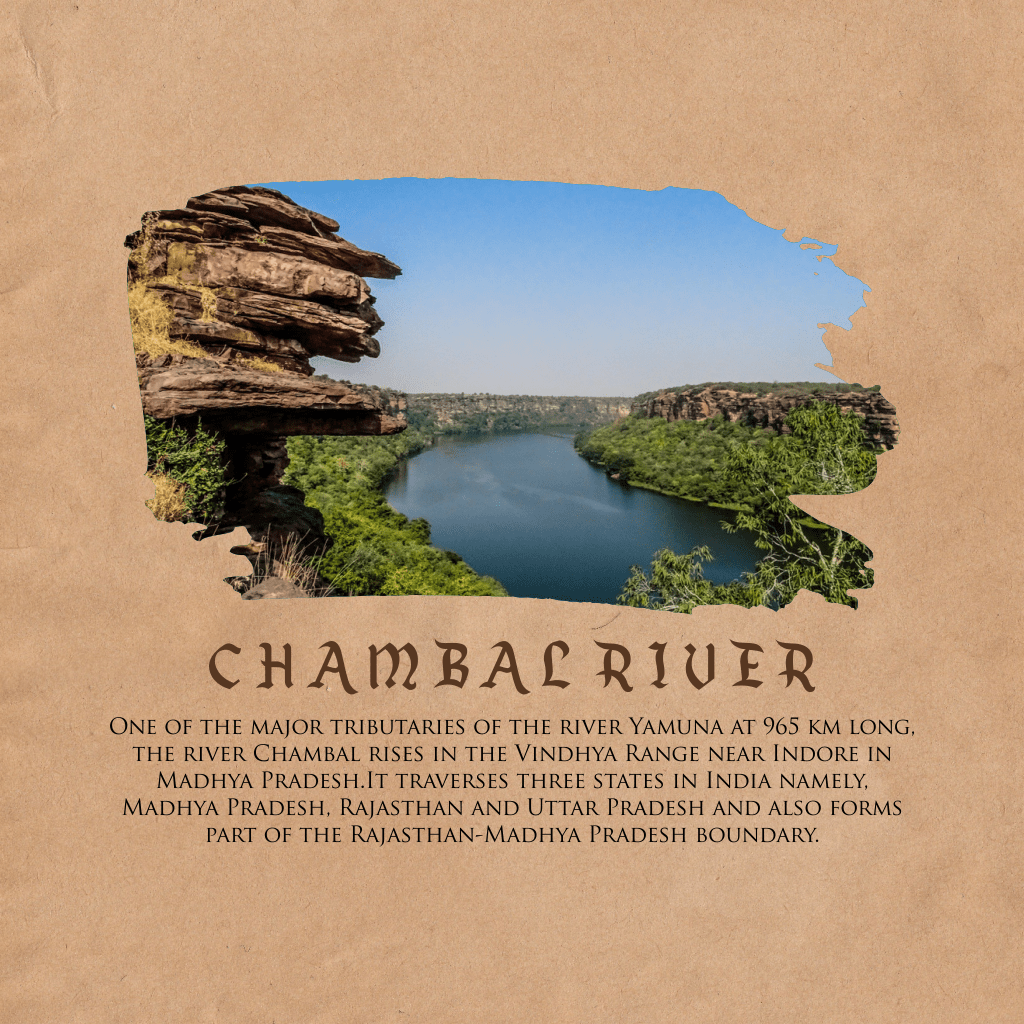 CHAMBAL RIVER
One of the major tributaries of the river Yamuna at 965 km long,
the river Chambal rises in the Vindhya Range near Indore in
Madhya Pradesh.It traverses three states in India namely,
Madhya Pradesh, Rajasthan and Uttar Pradesh and also forms
part of the Rajasthan-Madhya Pradesh boundary.